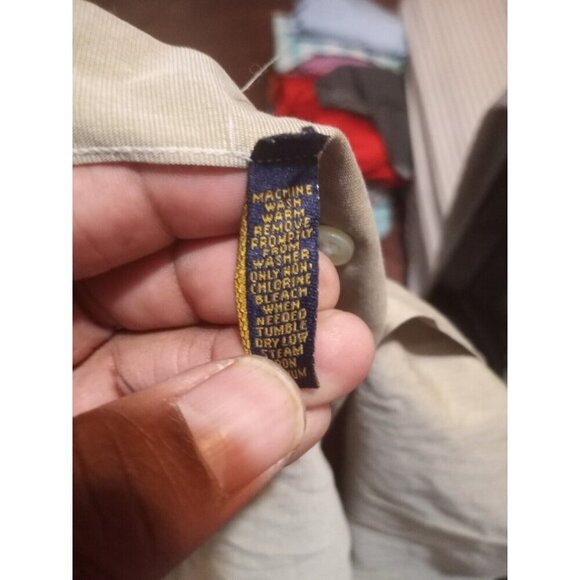 MACHINE
WASH
WARM
REMOVE
PROMPTLY
FROM
WASHER
ONLY NON-
CHLORINE
BLEACH
WHEN
NEEDED
TUMBLE
DRY LOW
STEAM